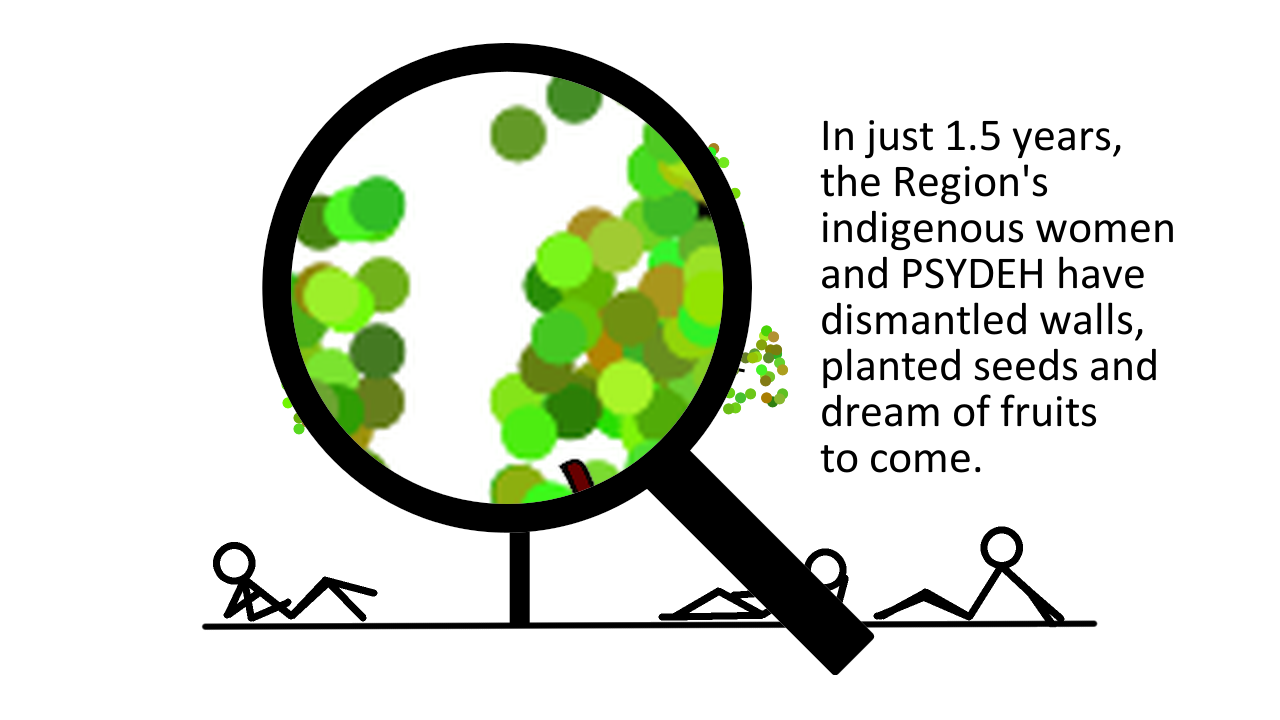 In just 1.5 years,
the Region's
indigenous women
and PSYDEH have
dismantled walls,
planted seeds and
dream of fruits
to come.